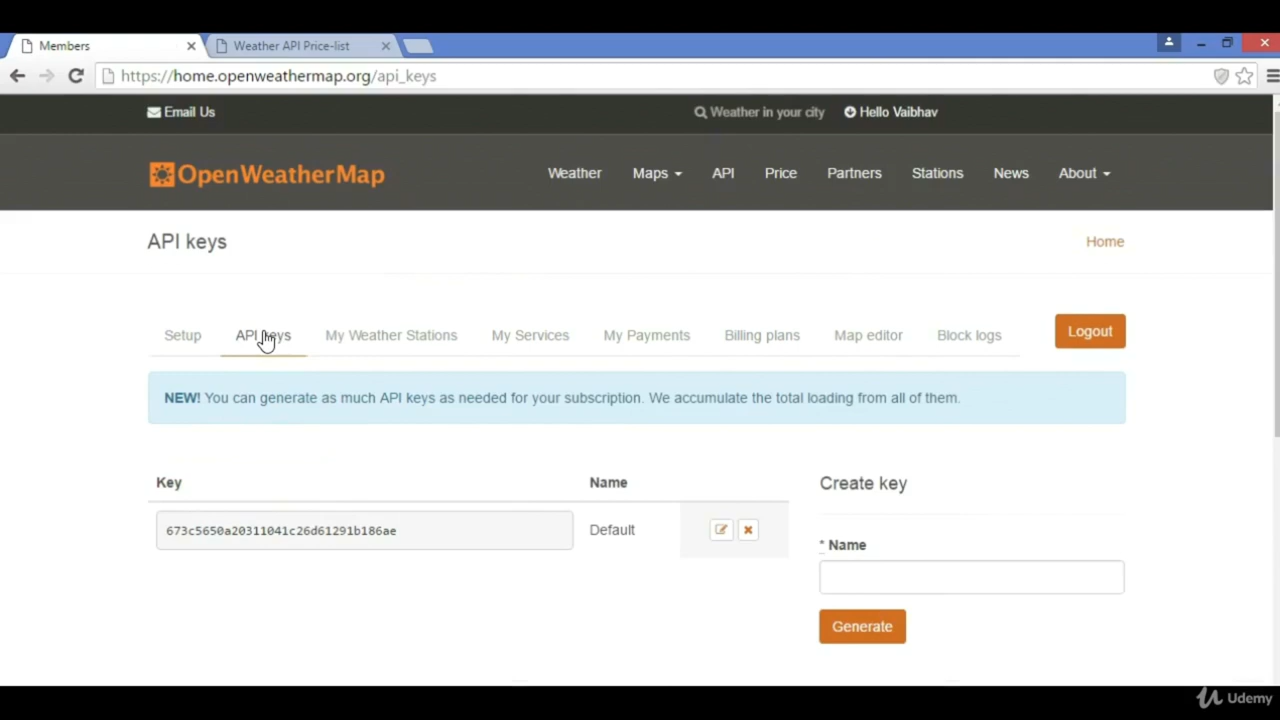 Members
Weather API Price-list
https://home.openweathermap.org/api_keys
Email Us
Weather in your city
Hello Vaibhav
OpenWeatherMap
Weather
Maps
API
Price
Partners
Stations
News
About
API keys
Home
Setup
API keys
My Weather Stations
My Services
My Payments
Billing plans
Map editor
Block logs
Logout
NEW! You can generate as much API keys as needed for your subscription. We accumulate the total loading from all of them.
Key
Name
Create key
673c5650a20311041c26d61291b186ae
Default
* Name
Generate
Udemy